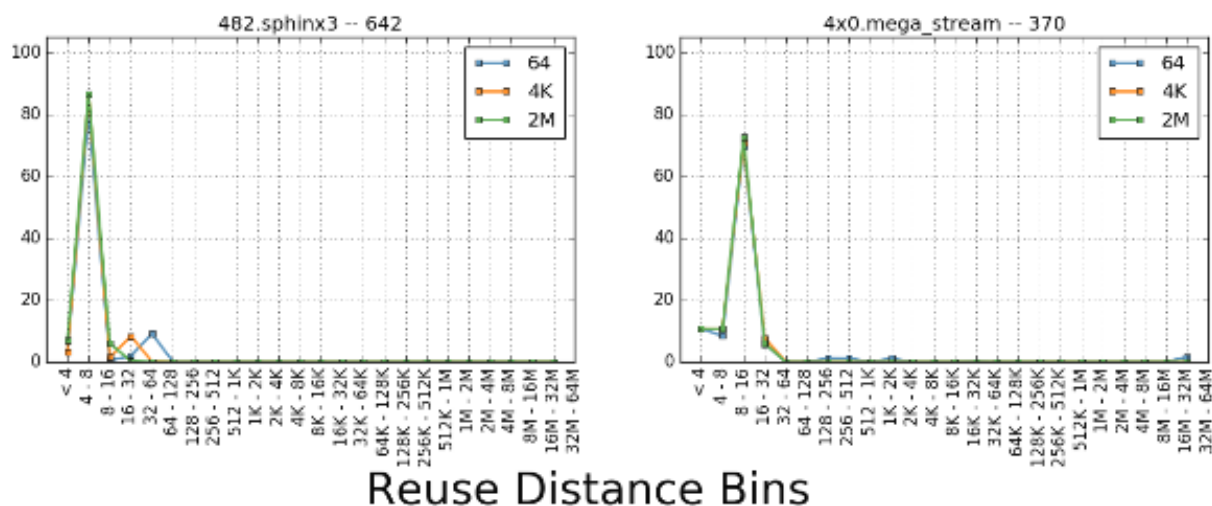 482.sphinx3 -- 642
100
80
60
40
20
0
64
4K
2M
< 4
4 - 8
8 - 16
16 - 32
32 - 64
64 - 128
128 - 256
256 - 512
512 - 1K
1K - 2K
2K - 4K
4K - 8K
8K - 16K
16K - 32K
32K - 64K
64K - 128K
128K - 256K
256K - 512K
512K - 1M
1M - 2M
2M - 4M
4M - 8M
8M - 16M
16M - 32M
32M - 64M
4x0.mega_stream -- 370
100
80
60
40
20
0
64
4K
2M
< 4
4 - 8
8 - 16
16 - 32
32 - 64
64 - 128
128 - 256
256 - 512
512 - 1K
1K - 2K
2K - 4K
4K - 8K
8K - 16K
16K - 32K
32K - 64K
64K - 128K
128K - 256K
256K - 512K
512K - 1M
1M - 2M
2M - 4M
4M - 8M
8M - 16M
16M - 32M
32M - 64M
Reuse Distance Bins